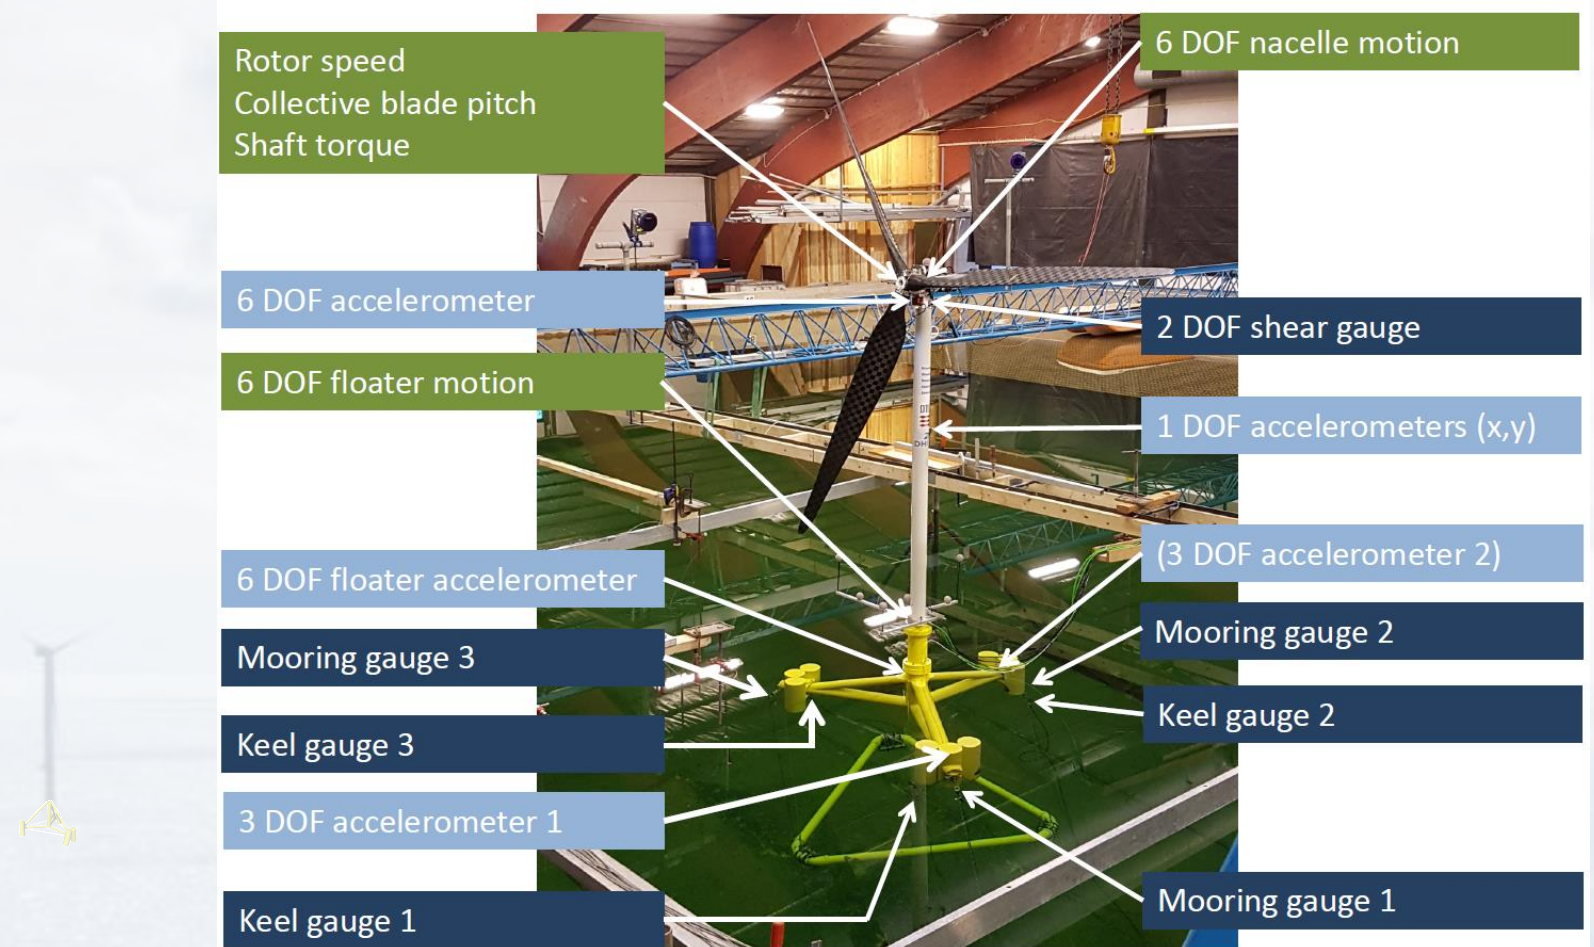 Rotor speed
Collective blade pitch
Shaft torque
6 DOF nacelle motion
6 DOF accelerometer
2 DOF shear gauge
6 DOF floater motion
1 DOF accelerometers (x,y)
6 DOF floater accelerometer
(3 DOF accelerometer 2)
Mooring gauge 3
Mooring gauge 2
Keel gauge 3
Keel gauge 2
3 DOF accelerometer 1
Keel gauge 1
Mooring gauge 1